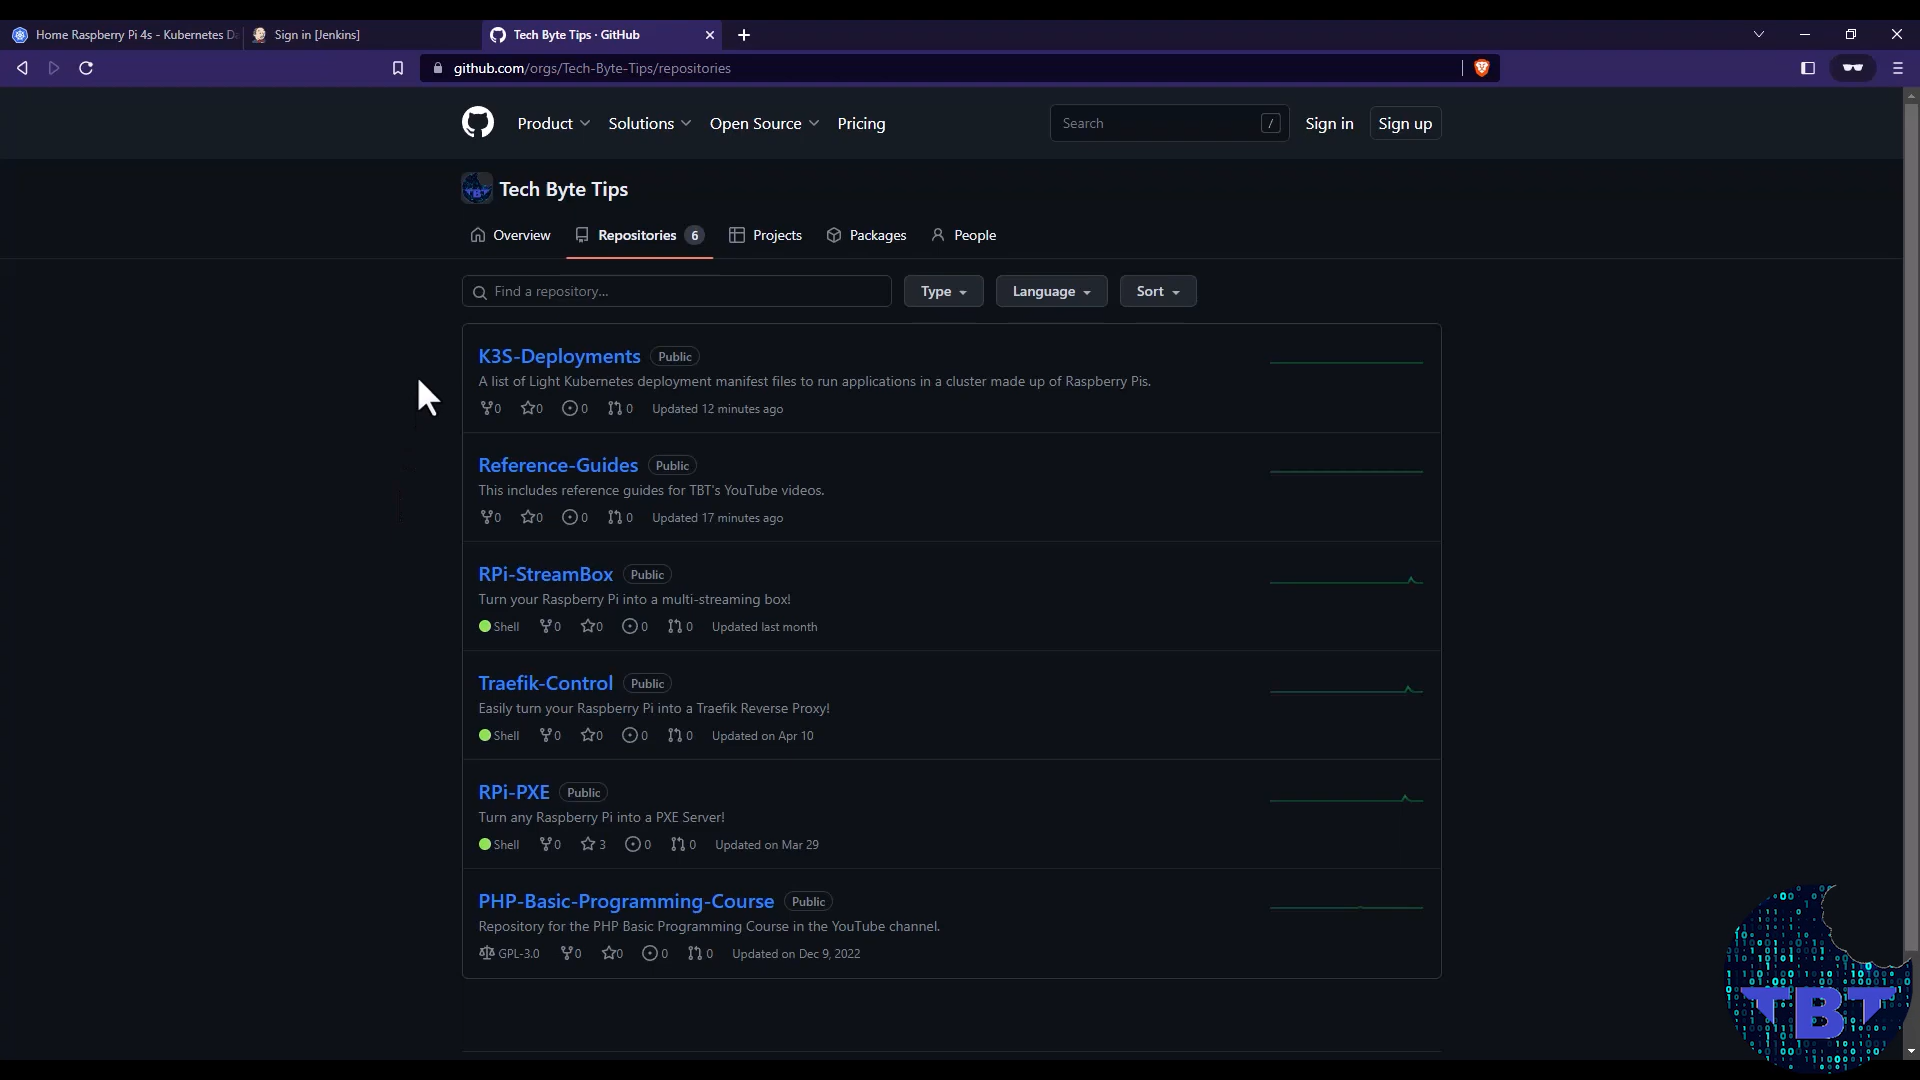 Home Raspberry Pi 4s - Kubernetes Da
Sign in [Jenkins]
Tech Byte Tips · GitHub
github.com/orgs/Tech-Byte-Tips/repositories
Product
Solutions
Open Source
Pricing
Search
/
Sign in
Sign up
Tech Byte Tips
Overview
Repositories 6
Projects
Packages
People
Find a repository...
Type
Language
Sort
K3S-Deployments Public
A list of Light Kubernetes deployment manifest files to run applications in a cluster made up of Raspberry Pis.
0 0 0 0 Updated 12 minutes ago
Reference-Guides Public
This includes reference guides for TBT's YouTube videos.
0 0 0 0 Updated 17 minutes ago
RPi-StreamBox Public
Turn your Raspberry Pi into a multi-streaming box!
Shell 0 0 0 0 Updated last month
Traefik-Control Public
Easily turn your Raspberry Pi into a Traefik Reverse Proxy!
Shell 0 0 0 0 Updated on Apr 10
RPi-PXE Public
Turn any Raspberry Pi into a PXE Server!
Shell 0 3 0 0 Updated on Mar 29
PHP-Basic-Programming-Course Public
Repository for the PHP Basic Programming Course in the YouTube channel.
GPL-3.0 0 0 0 0 Updated on Dec 9, 2022
TBT